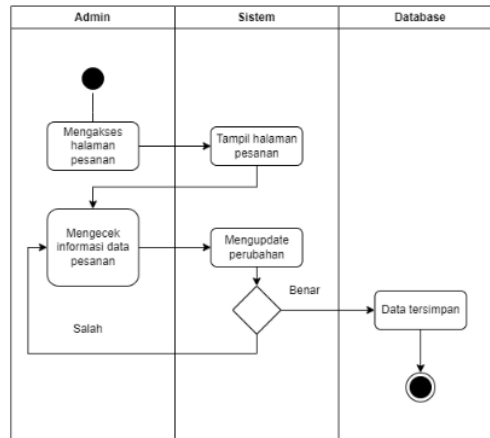 Admin
Sistem
Database
Mengakses
halaman
pesanan
Tampil halaman
pesanan
Mengecek
informasi data
pesanan
Mengupdate
perubahan
Benar
Data tersimpan
Salah